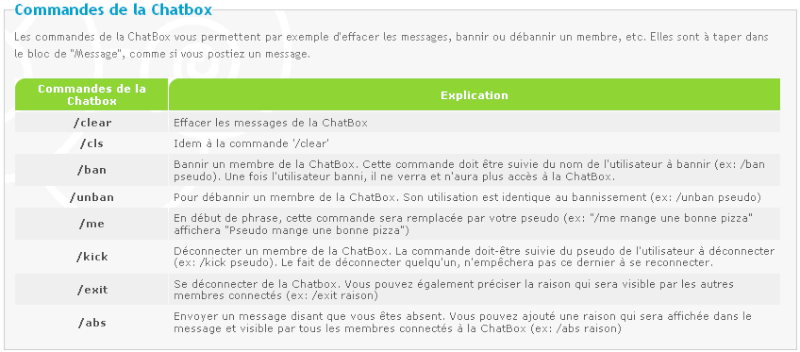 Commandes de la Chatbox
Les commandes de la ChatBox vous permettent par exemple d'effacer les messages, bannir ou débannir un membre, etc. Elles sont à taper dans
le bloc de "Message", comme si vous postiez un message.
Commandes de la
Chatbox
Explication
/clear
Effacer les messages de la ChatBox
/cls
Idem à la commande '/clear'
/ban
Bannir un membre de la ChatBox. Cette commande doit être suivie du nom de l'utilisateur à bannir (ex: /ban
pseudo). Une fois l'utilisateur banni, il ne verra et n'aura plus accès à la ChatBox.
/unban
Pour débannir un membre de la ChatBox. Son utilisation est identique au bannissement (ex: /unban pseudo)
/me
En début de phrase, cette commande sera remplacée par votre pseudo (ex: "/me mange une bonne pizza"
affichera "Pseudo mange une bonne pizza")
/kick
Déconnecter un membre de la ChatBox. La commande doit-être suivie du pseudo de l'utilisateur à déconnecter
(ex: /kick pseudo). Le fait de déconnecter quelqu'un, n'empêchera pas ce dernier à se reconnecter.
/exit
Se déconnecter de la Chatbox. Vous pouvez également préciser la raison qui sera visible par les autres
membres connectés (ex: /exit raison)
/abs
Envoyer un message disant que vous êtes absent. Vous pouvez ajouté une raison qui sera affichée dans le
message et visible par tous les membres connectés à la ChatBox (ex: /abs raison)